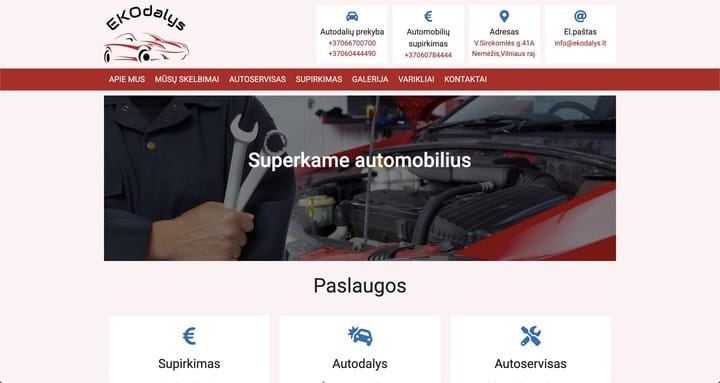 EKOdalys
Autodalių prekyba
+37066700700
+37060444490
Automobilių
supirkimas
+37060784444
Adresas
V.Sirokomlės g.41A
Nemėžis,Vilniaus raj.
El.paštas
info@ekodalys.lt
APIE MUS MŪSŲ SKELBIMAI AUTOSERVISAS SUPIRKIMAS GALERIJA VARIKLIAI KONTAKTAI
Superkame automobilius
Paslaugos
Supirkimas
Autodalys
Autoservisas